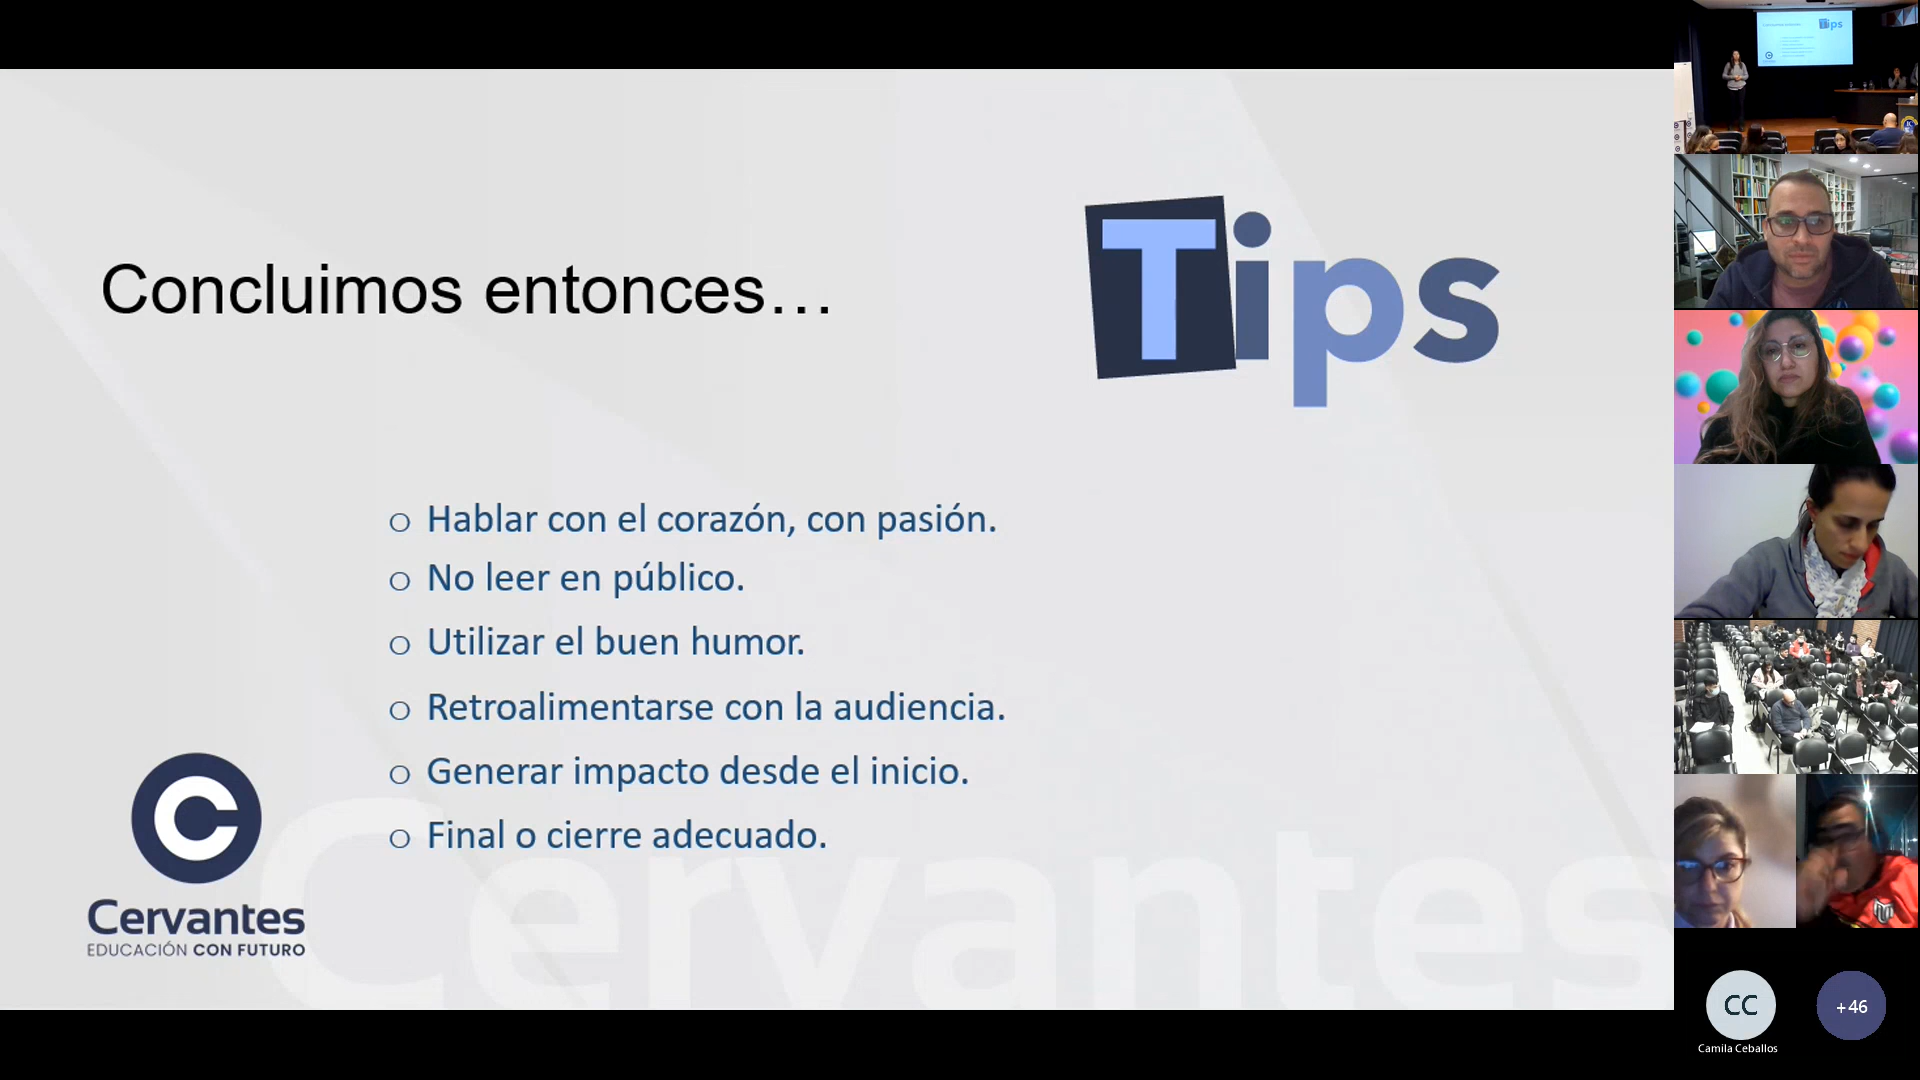 Concluimos entonces...
Tips
Hablar con el corazón, con pasión.
No leer en público.
Utilizar el buen humor.
Retroalimentarse con la audiencia.
Generar impacto desde el inicio.
Final o cierre adecuado.
C
Cervantes
EDUCACIÓN CON FUTURO
Cervantes
Tips
CC
Camila Ceballos
+46